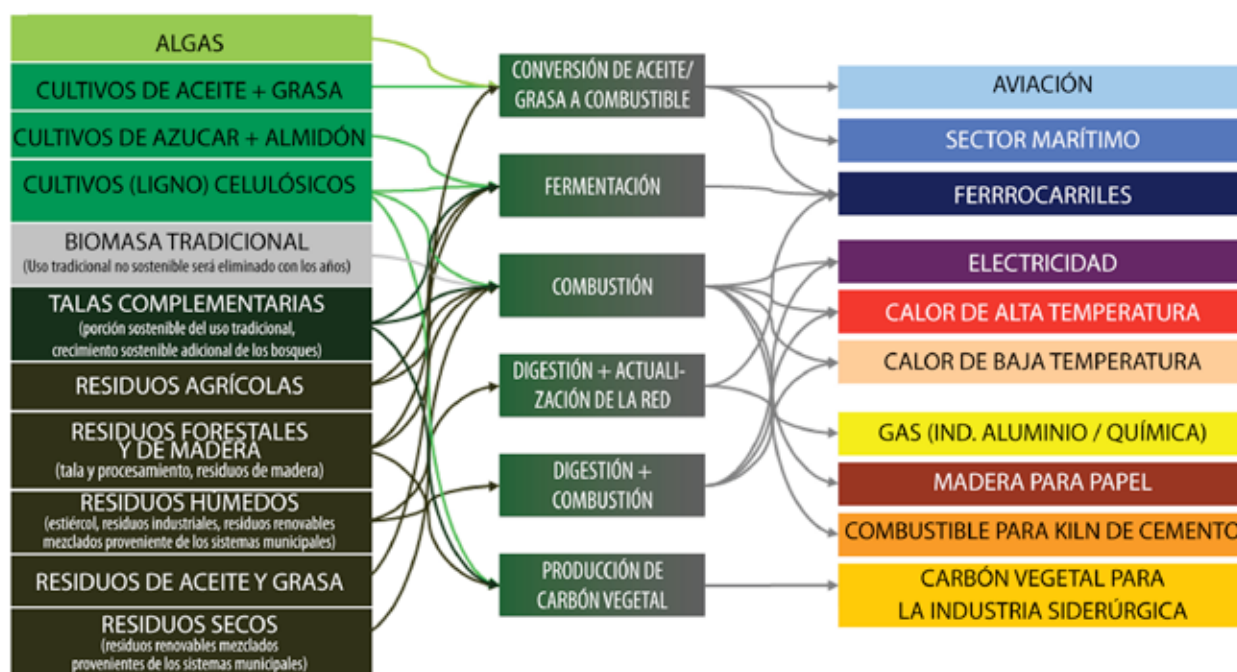 ALGAS
CULTIVOS DE ACEITE + GRASA
CULTIVOS DE AZUCAR + ALMIDÓN
CULTIVOS (LIGNO) CELULÓSICOS
BIOMASA TRADICIONAL
(Uso tradicional no sostenible será eliminado con los años)
TALAS COMPLEMENTARIAS
(porción sostenible del uso tradicional,
crecimiento sostenible adicional de los bosques)
RESIDUOS AGRÍCOLAS
RESIDUOS FORESTALES
Y DE MADERA
(tala y procesamiento, residuos de madera)
RESIDUOS HÚMEDOS
(estiércol, residuos industriales, residuos renovables
mezclados proveniente de los sistemas municipales)
RESIDUOS DE ACEITE Y GRASA
RESIDUOS SECOS
(residuos renovables mezclados
provenientes de los sistemas municipales)
CONVERSIÓN DE ACEITE/
GRASA A COMBUSTIBLE
FERMENTACIÓN
COMBUSTIÓN
DIGESTIÓN + ACTUALI-
ZACIÓN DE LA RED
DIGESTIÓN +
COMBUSTIÓN
PRODUCCIÓN DE
CARBÓN VEGETAL
AVIACIÓN
SECTOR MARÍTIMO
FERRROCARRILES
ELECTRICIDAD
CALOR DE ALTA TEMPERATURA
CALOR DE BAJA TEMPERATURA
GAS (IND. ALUMINIO / QUÍMICA)
MADERA PARA PAPEL
COMBUSTIBLE PARA KILN DE CEMENTO
CARBÓN VEGETAL PARA
LA INDUSTRIA SIDERÚRGICA